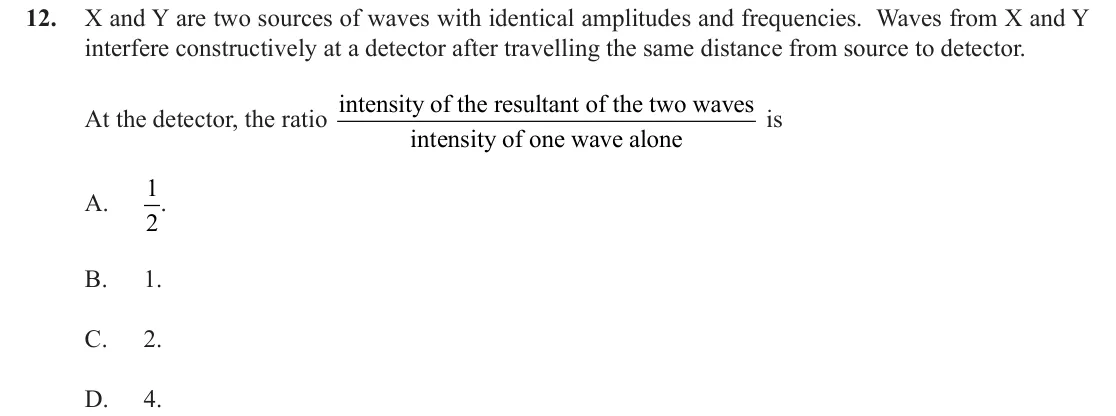 12. X and Y are two sources of waves with identical amplitudes and frequencies. Waves from X and Y
interfere constructively at a detector after travelling the same distance from source to detector.
At the detector, the ratio intensity of the resultant of the two waves / intensity of one wave alone is
A. 1/2.
B. 1.
C. 2.
D. 4.